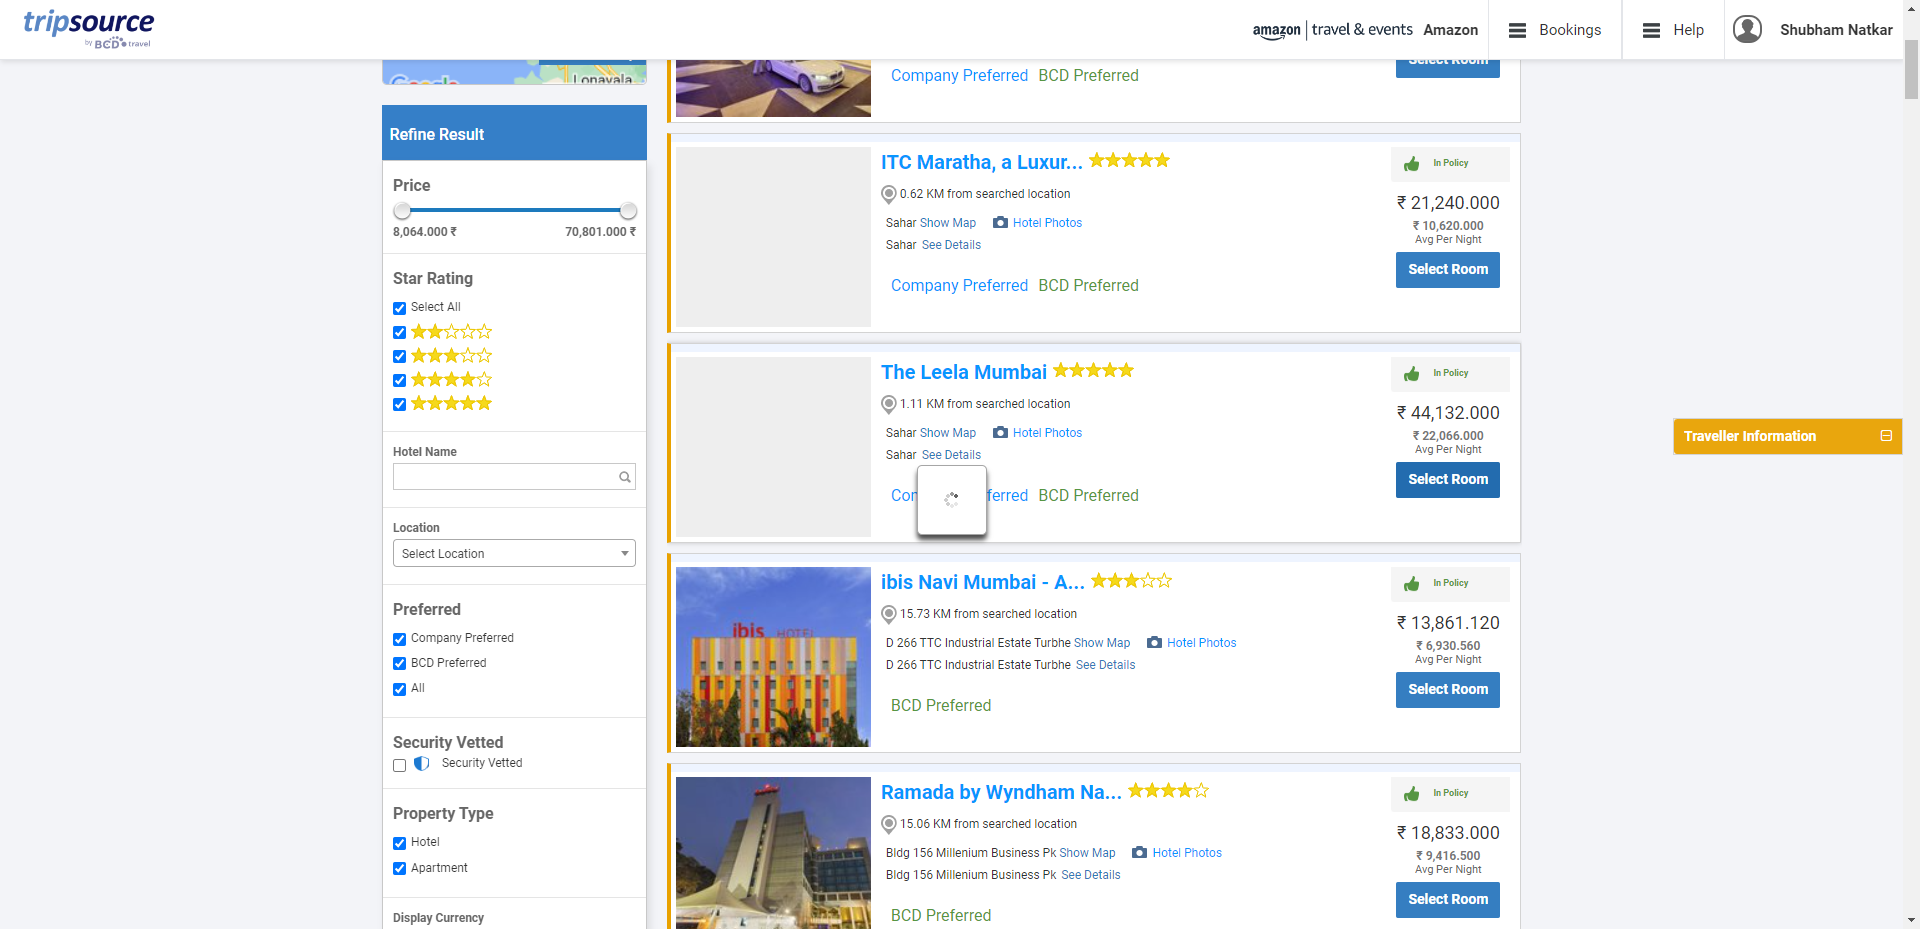 tripsource
by BCD travel
amazon | travel & events Amazon
Bookings
Help
Shubham Natkar
Google
Lonavala
Refine Result
Price
8,064.000 ₹
70,801.000 ₹
Star Rating
Select All
Hotel Name
Location
Select Location
Preferred
Company Preferred
BCD Preferred
All
Security Vetted
Security Vetted
Property Type
Hotel
Apartment
Display Currency
Company Preferred BCD Preferred
Select Room
ITC Maratha, a Luxur...
0.62 KM from searched location
Sahar Show Map Hotel Photos
Sahar See Details
Company Preferred BCD Preferred
In Policy
₹ 21,240.000
₹ 10,620.000
Avg Per Night
Select Room
The Leela Mumbai
1.11 KM from searched location
Sahar Show Map Hotel Photos
Sahar See Details
BCD Preferred
In Policy
₹ 44,132.000
₹ 22,066.000
Avg Per Night
Select Room
ibis Navi Mumbai - A...
15.73 KM from searched location
D 266 TTC Industrial Estate Turbhe Show Map Hotel Photos
D 266 TTC Industrial Estate Turbhe See Details
BCD Preferred
ibis HOTEL
In Policy
₹ 13,861.120
₹ 6,930.560
Avg Per Night
Select Room
Ramada by Wyndham Na...
15.06 KM from searched location
Bldg 156 Millenium Business Pk Show Map Hotel Photos
Bldg 156 Millenium Business Pk See Details
BCD Preferred
In Policy
₹ 18,833.000
₹ 9,416.500
Avg Per Night
Select Room
Traveller Information